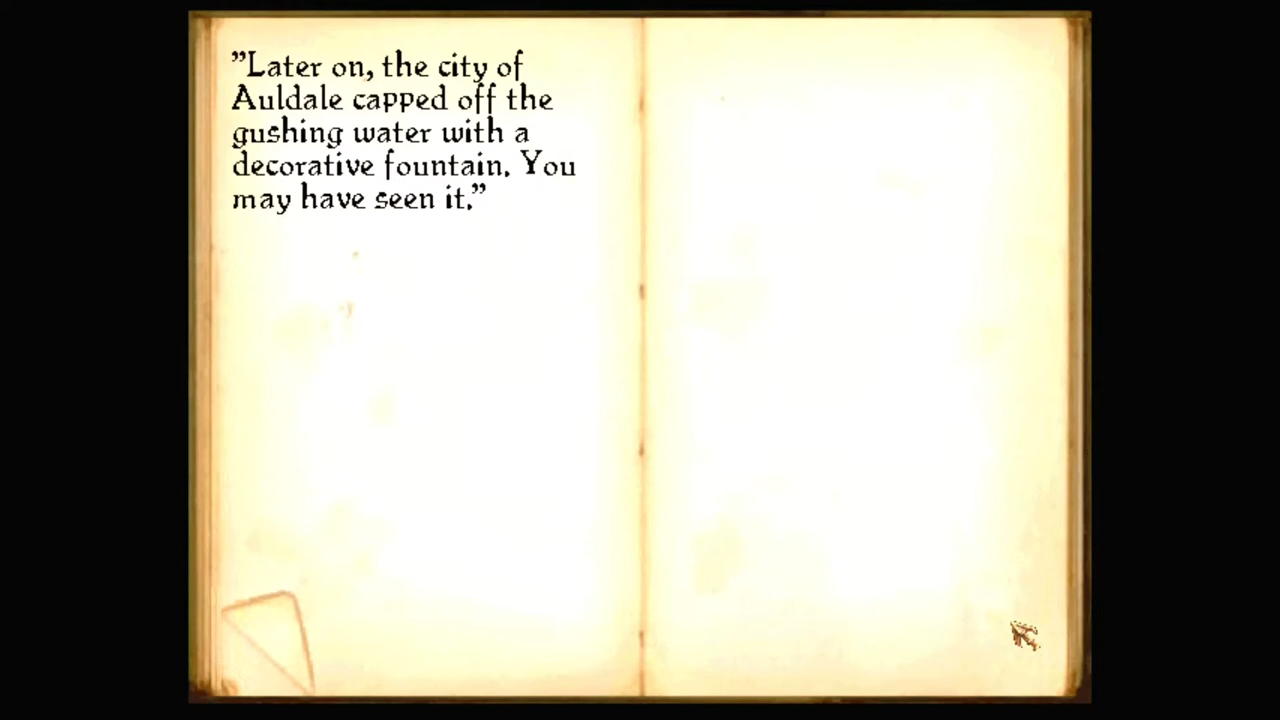 ”Later on, the city of
Auldale capped off the
gushing water with a
decorative fountain. You
may have seen it.”